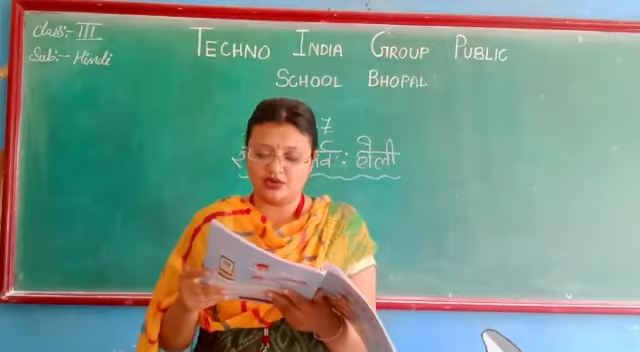 Class:- III
Sub:- Hindi
TECHNO INDIA GROUP PUBLIC
SCHOOL BHOPAL
7
होली